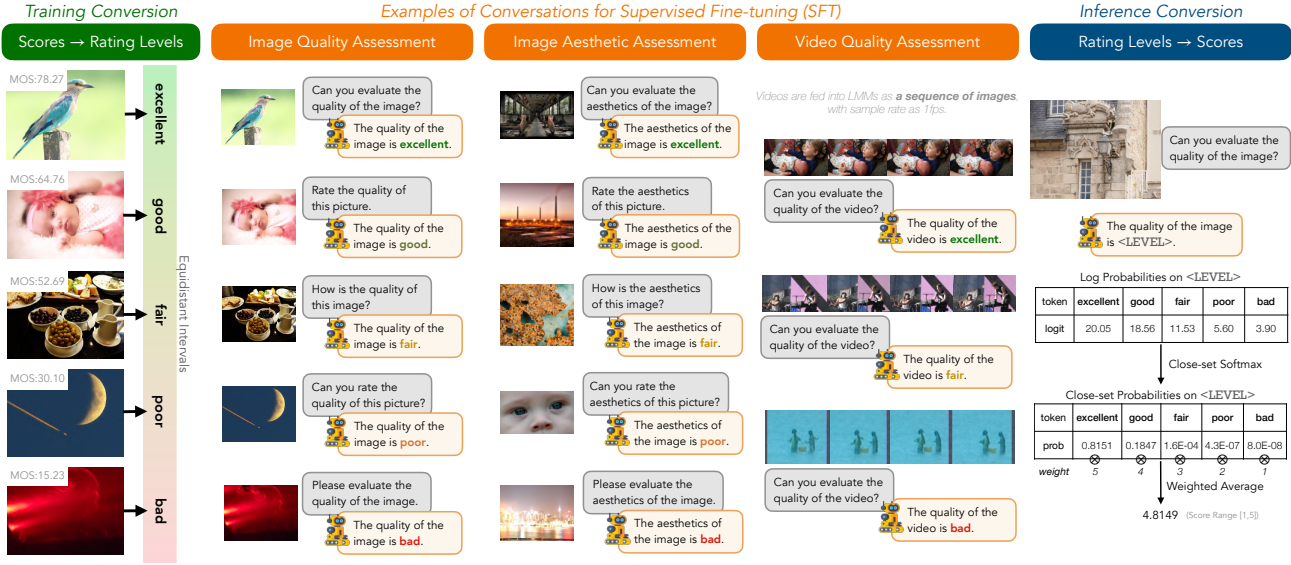 Training Conversion
Scores → Rating Levels
MOS:78.27
excellent
MOS:64.76
good
MOS:52.69
fair
Equidistant Intervals
MOS:30.10
poor
MOS:15.23
bad
Examples of Conversations for Supervised Fine-tuning (SFT)
Image Quality Assessment
Can you evaluate the
quality of the image?
The quality of the
image is excellent.
Rate the quality of
this picture.
The quality of the
image is good.
How is the quality of
this image?
The quality of the
image is fair.
Can you rate the
quality of this picture?
The quality of the
image is poor.
Please evaluate the
quality of the image.
The quality of the
image is bad.
Image Aesthetic Assessment
Can you evaluate the
aesthetics of the image?
The aesthetics of the
image is excellent.
Rate the aesthetics
of this picture.
The aesthetics of the
image is good.
How is the aesthetics
of this image?
The aesthetics of
the image is fair.
Can you rate the
aesthetics of this picture?
The aesthetics of
the image is poor.
Please evaluate the
aesthetics of the image.
The aesthetics of
the image is bad.
Video Quality Assessment
Videos are fed into LMMs as a sequence of images,
with sample rate as 1fps.
Can you evaluate the
quality of the video?
The quality of the
video is excellent.
Can you evaluate the
quality of the video?
The quality of the
video is fair.
Can you evaluate the
quality of the video?
The quality of the
video is bad.
Inference Conversion
Rating Levels → Scores
Can you evaluate the
quality of the image?
The quality of the image
is <LEVEL>.
Log Probabilities on <LEVEL>
token excellent good fair poor bad
logit 20.05 18.56 11.53 5.60 3.90
Close-set Softmax
Close-set Probabilities on <LEVEL>
token excellent good fair poor bad
prob 0.8151 0.1847 1.6E-04 4.3E-07 8.0E-08
weight 5 4 3 2 1
Weighted Average
4.8149 (Score Range [1,5])